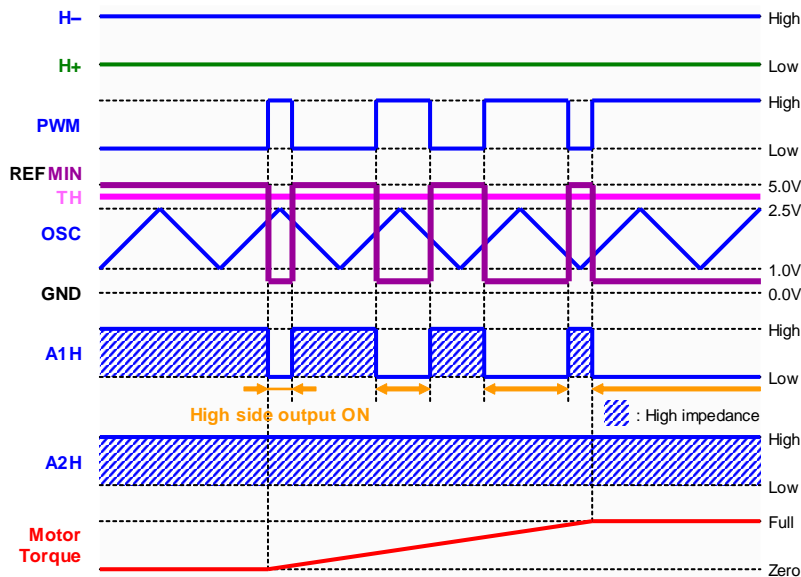 H–
High
H+
Low
High
PWM
Low
REF MIN
5.0V
TH
2.5V
OSC
1.0V
GND
0.0V
High
A1H
Low
High side output ON
: High impedance
High
A2H
Low
Full
Motor
Torque
Zero